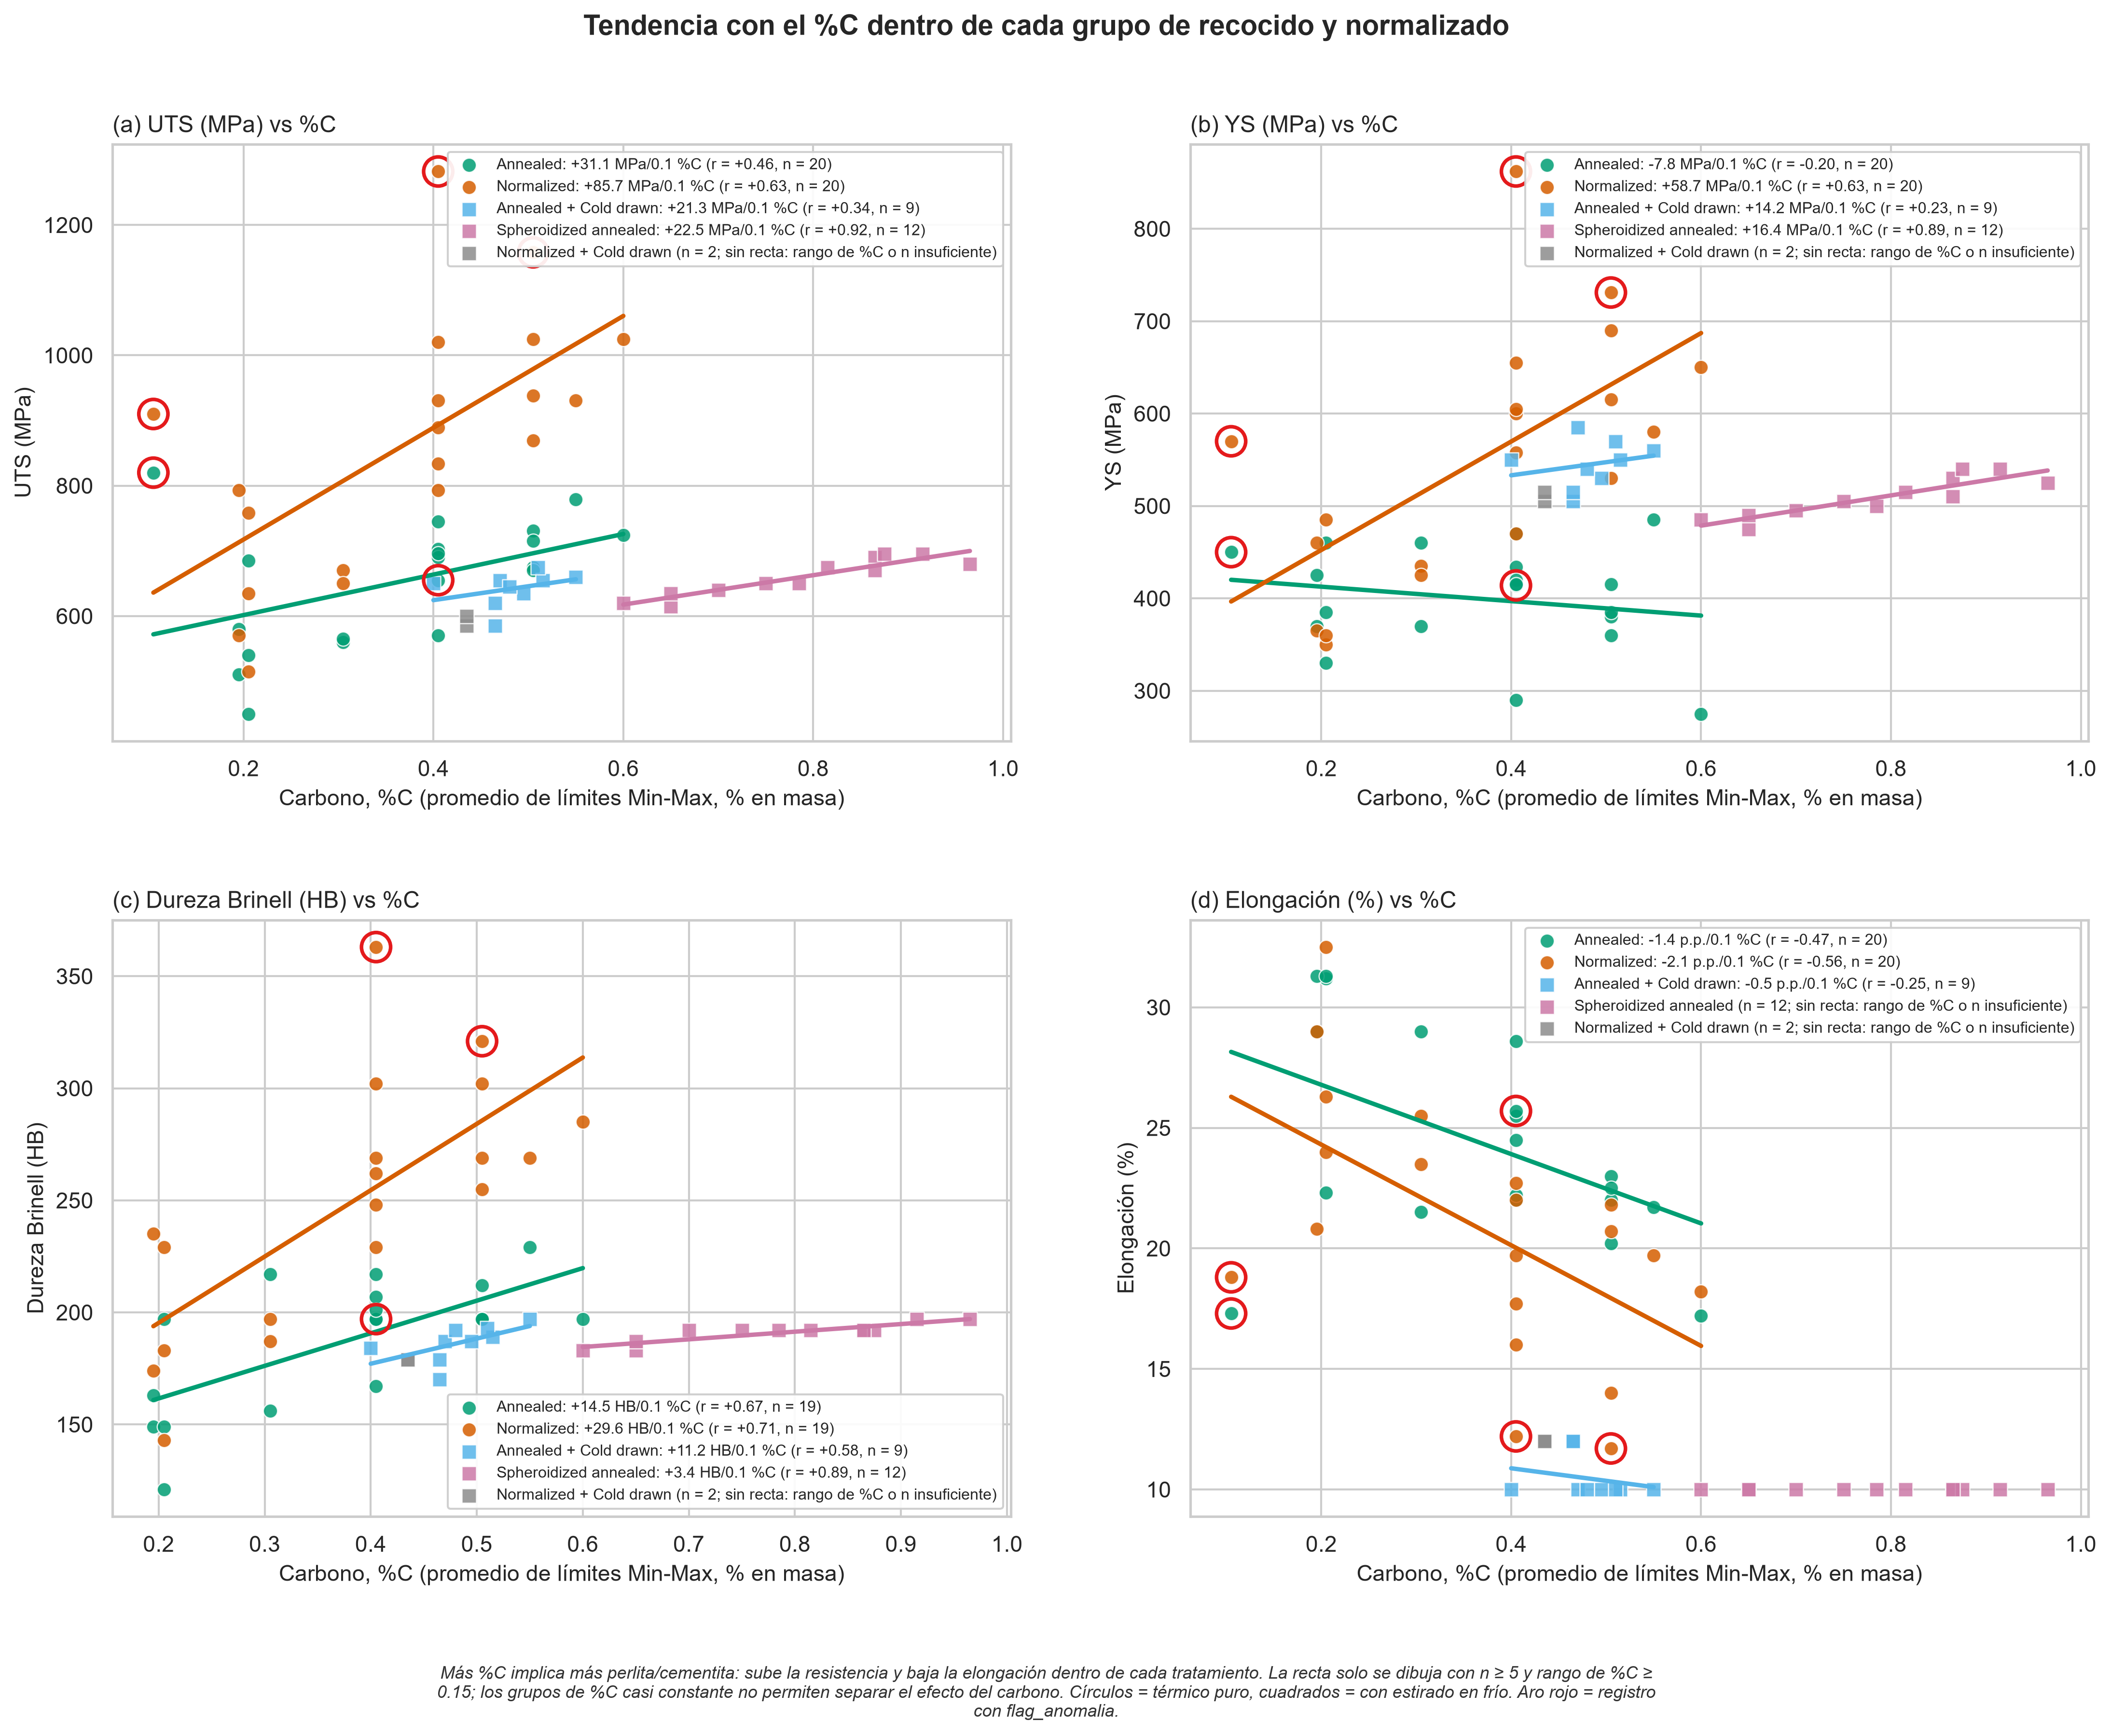 Tendencia con el %C dentro de cada grupo de recocido y normalizado
(a) UTS (MPa) vs %C
Annealed: +31.1 MPa/0.1 %C (r = +0.46, n = 20)
Normalized: +85.7 MPa/0.1 %C (r = +0.63, n = 20)
Annealed + Cold drawn: +21.3 MPa/0.1 %C (r = +0.34, n = 9)
Spheroidized annealed: +22.5 MPa/0.1 %C (r = +0.92, n = 12)
Normalized + Cold drawn (n = 2; sin recta: rango de %C o n insuficiente)
UTS (MPa)
1200
1000
800
600
0.2 0.4 0.6 0.8 1.0
Carbono, %C (promedio de límites Min-Max, % en masa)
(b) YS (MPa) vs %C
Annealed: -7.8 MPa/0.1 %C (r = -0.20, n = 20)
Normalized: +58.7 MPa/0.1 %C (r = +0.63, n = 20)
Annealed + Cold drawn: +14.2 MPa/0.1 %C (r = +0.23, n = 9)
Spheroidized annealed: +16.4 MPa/0.1 %C (r = +0.89, n = 12)
Normalized + Cold drawn (n = 2; sin recta: rango de %C o n insuficiente)
YS (MPa)
800
700
600
500
400
300
0.2 0.4 0.6 0.8 1.0
Carbono, %C (promedio de límites Min-Max, % en masa)
(c) Dureza Brinell (HB) vs %C
Dureza Brinell (HB)
350
300
250
200
150
Annealed: +14.5 HB/0.1 %C (r = +0.67, n = 19)
Normalized: +29.6 HB/0.1 %C (r = +0.71, n = 19)
Annealed + Cold drawn: +11.2 HB/0.1 %C (r = +0.58, n = 9)
Spheroidized annealed: +3.4 HB/0.1 %C (r = +0.89, n = 12)
Normalized + Cold drawn (n = 2; sin recta: rango de %C o n insuficiente)
0.2 0.3 0.4 0.5 0.6 0.7 0.8 0.9 1.0
Carbono, %C (promedio de límites Min-Max, % en masa)
(d) Elongación (%) vs %C
Annealed: -1.4 p.p./0.1 %C (r = -0.47, n = 20)
Normalized: -2.1 p.p./0.1 %C (r = -0.56, n = 20)
Annealed + Cold drawn: -0.5 p.p./0.1 %C (r = -0.25, n = 9)
Spheroidized annealed (n = 12; sin recta: rango de %C o n insuficiente)
Normalized + Cold drawn (n = 2; sin recta: rango de %C o n insuficiente)
Elongación (%)
30
25
20
15
10
0.2 0.4 0.6 0.8 1.0
Carbono, %C (promedio de límites Min-Max, % en masa)
Más %C implica más perlita/cementita: sube la resistencia y baja la elongación dentro de cada tratamiento. La recta solo se dibuja con n ≥ 5 y rango de %C ≥
0.15; los grupos de %C casi constante no permiten separar el efecto del carbono. Círculos = térmico puro, cuadrados = con estirado en frío. Aro rojo = registro
con flag_anomalia.